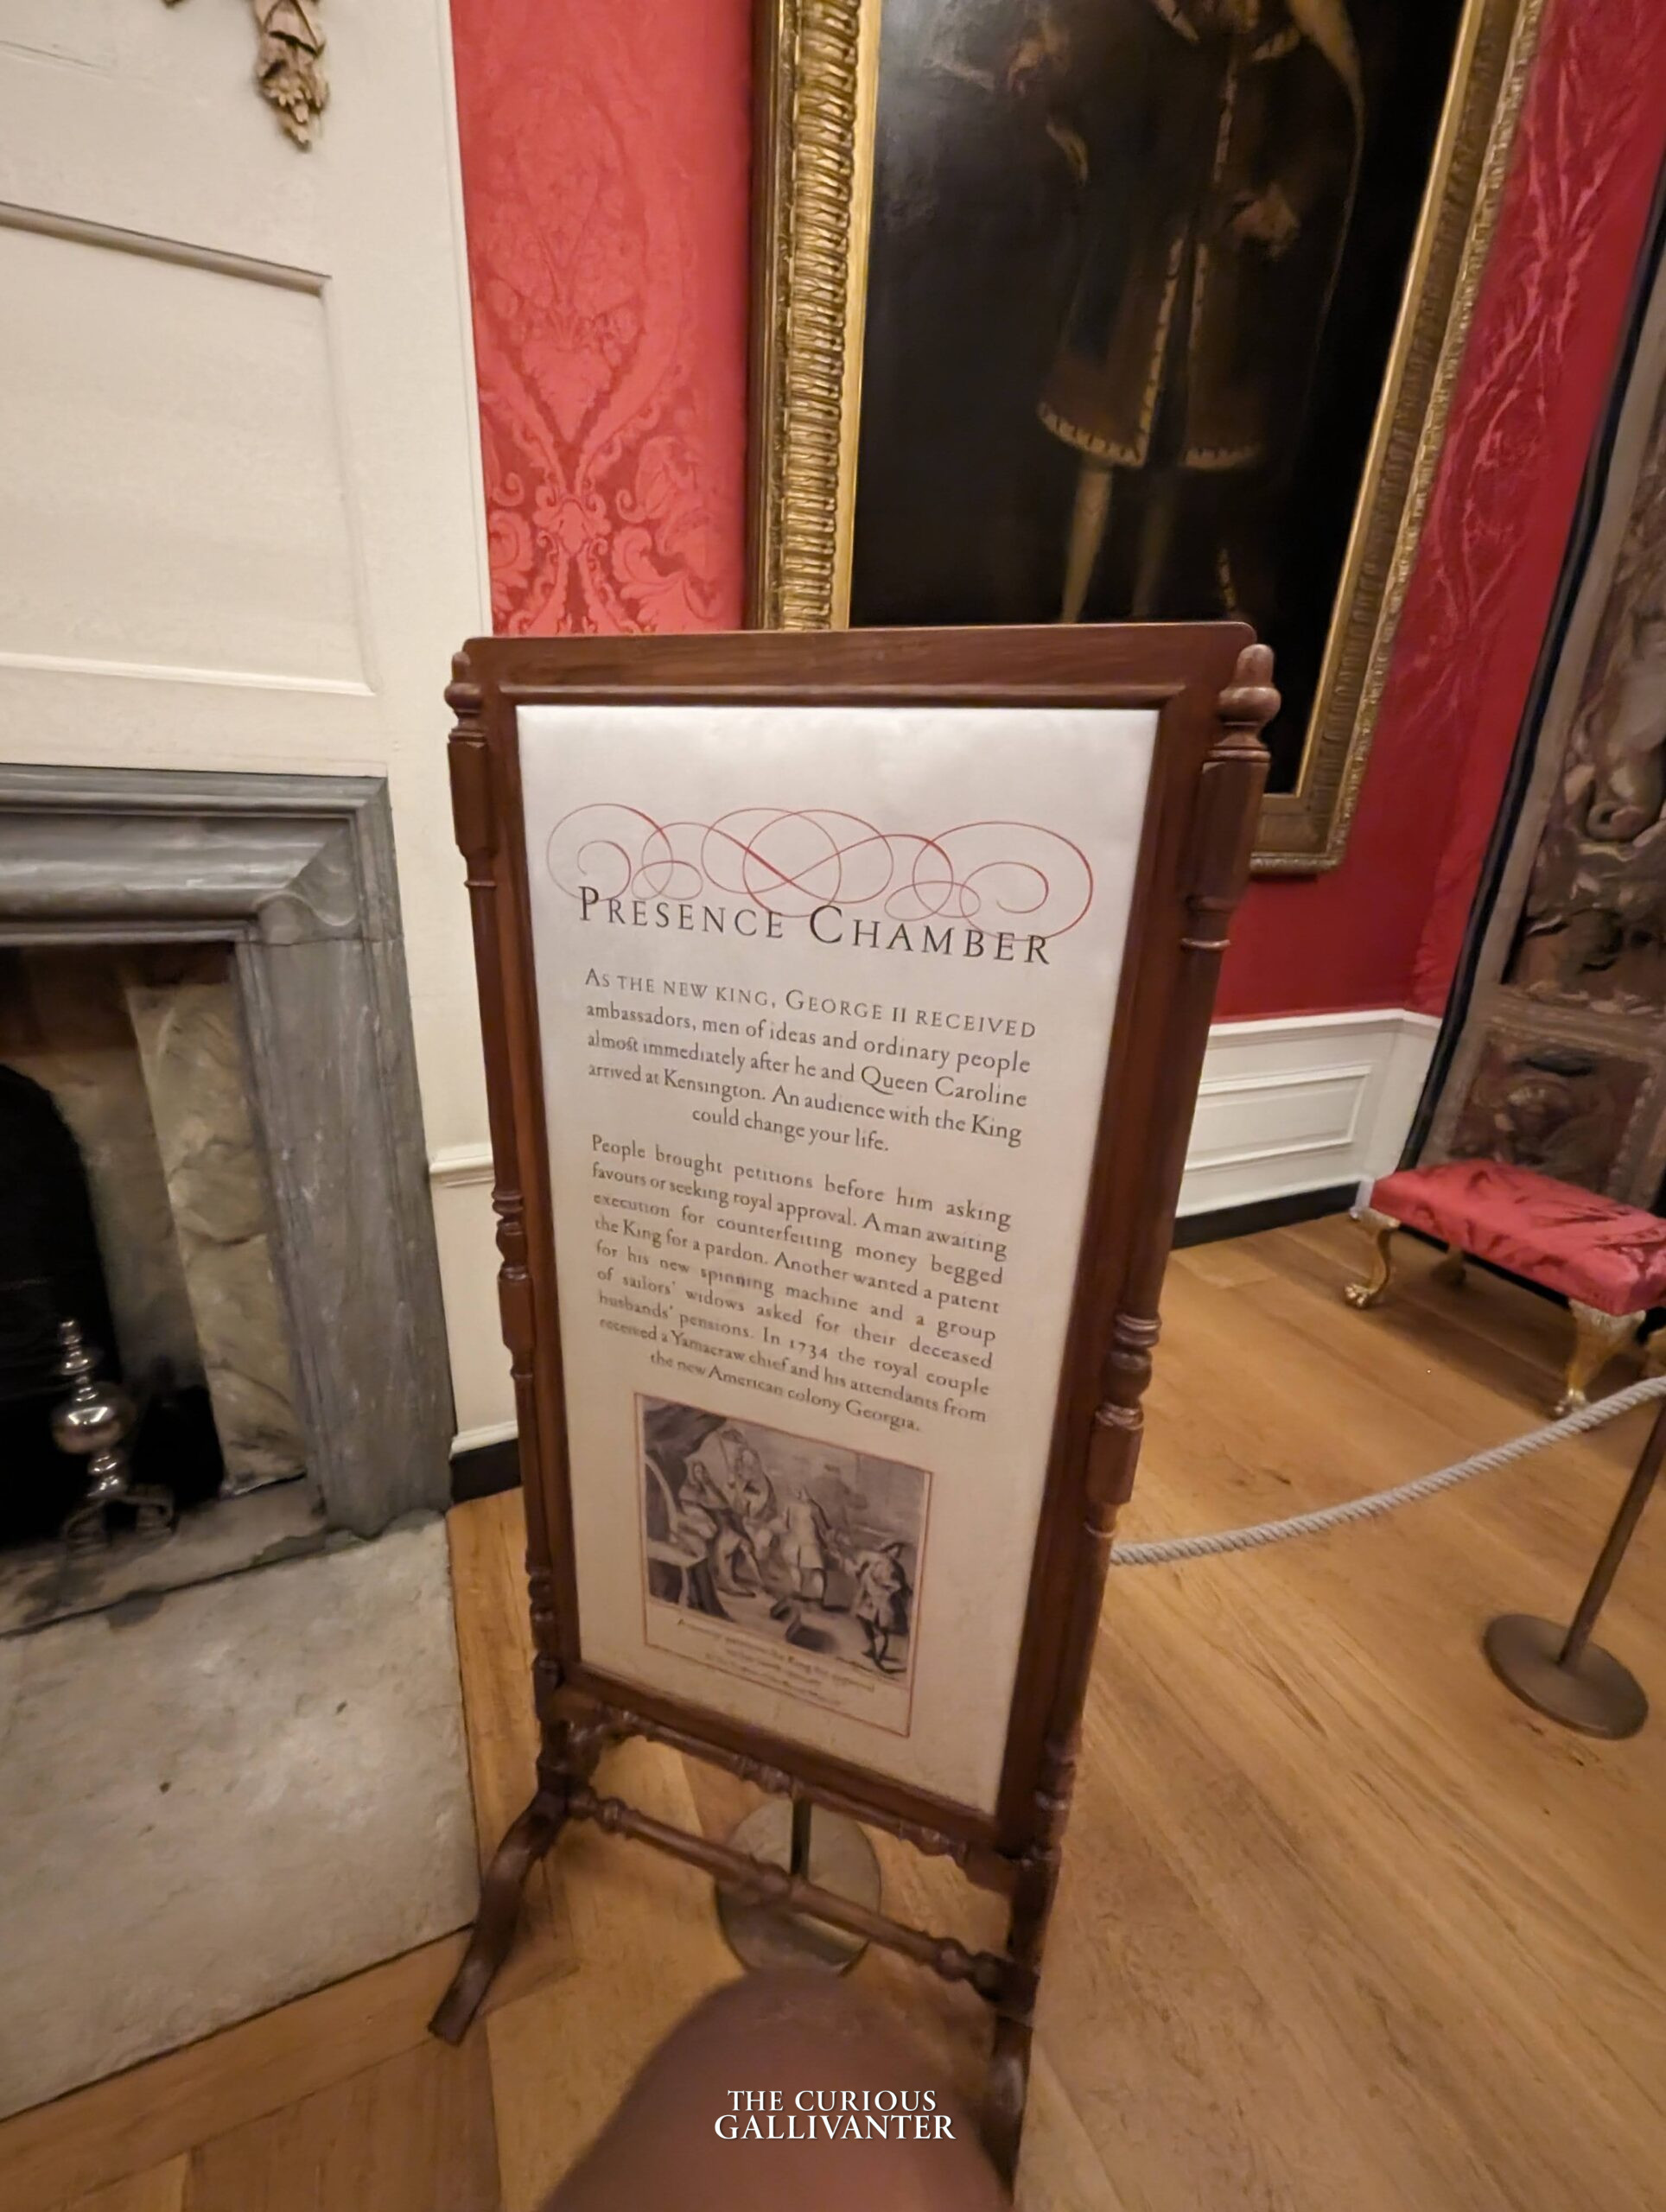 PRESENCE CHAMBER
AS THE NEW KING, GEORGE II RECEIVED
ambassadors, men of ideas and ordinary people
almost immediately after he and Queen Caroline
arrived at Kensington. An audience with the King
could change your life.
People brought petitions before him asking
favours or seeking royal approval. A man awaiting
execution for counterfeiting money begged
the King for a pardon. Another wanted a patent
for his new spinning machine and a group
of sailors' widows asked for their deceased
husbands' pensions. In 1734 the royal couple
received a Yamacraw chief and his attendants from
the new American colony Georgia.
THE CURIOUS
GALLIVANTER